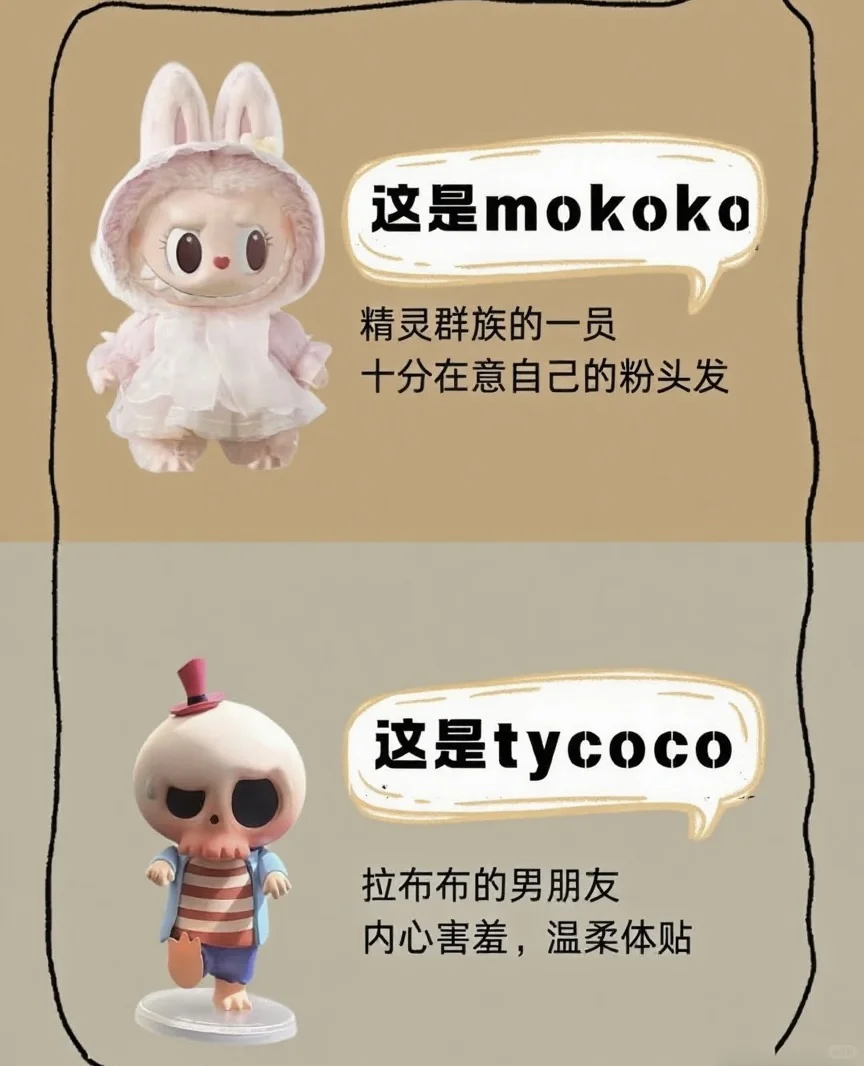 这是mokoko
精灵群族的一员
十分在意自己的粉头发
这是tycoco
拉布布的男朋友
内心害羞，温柔体贴